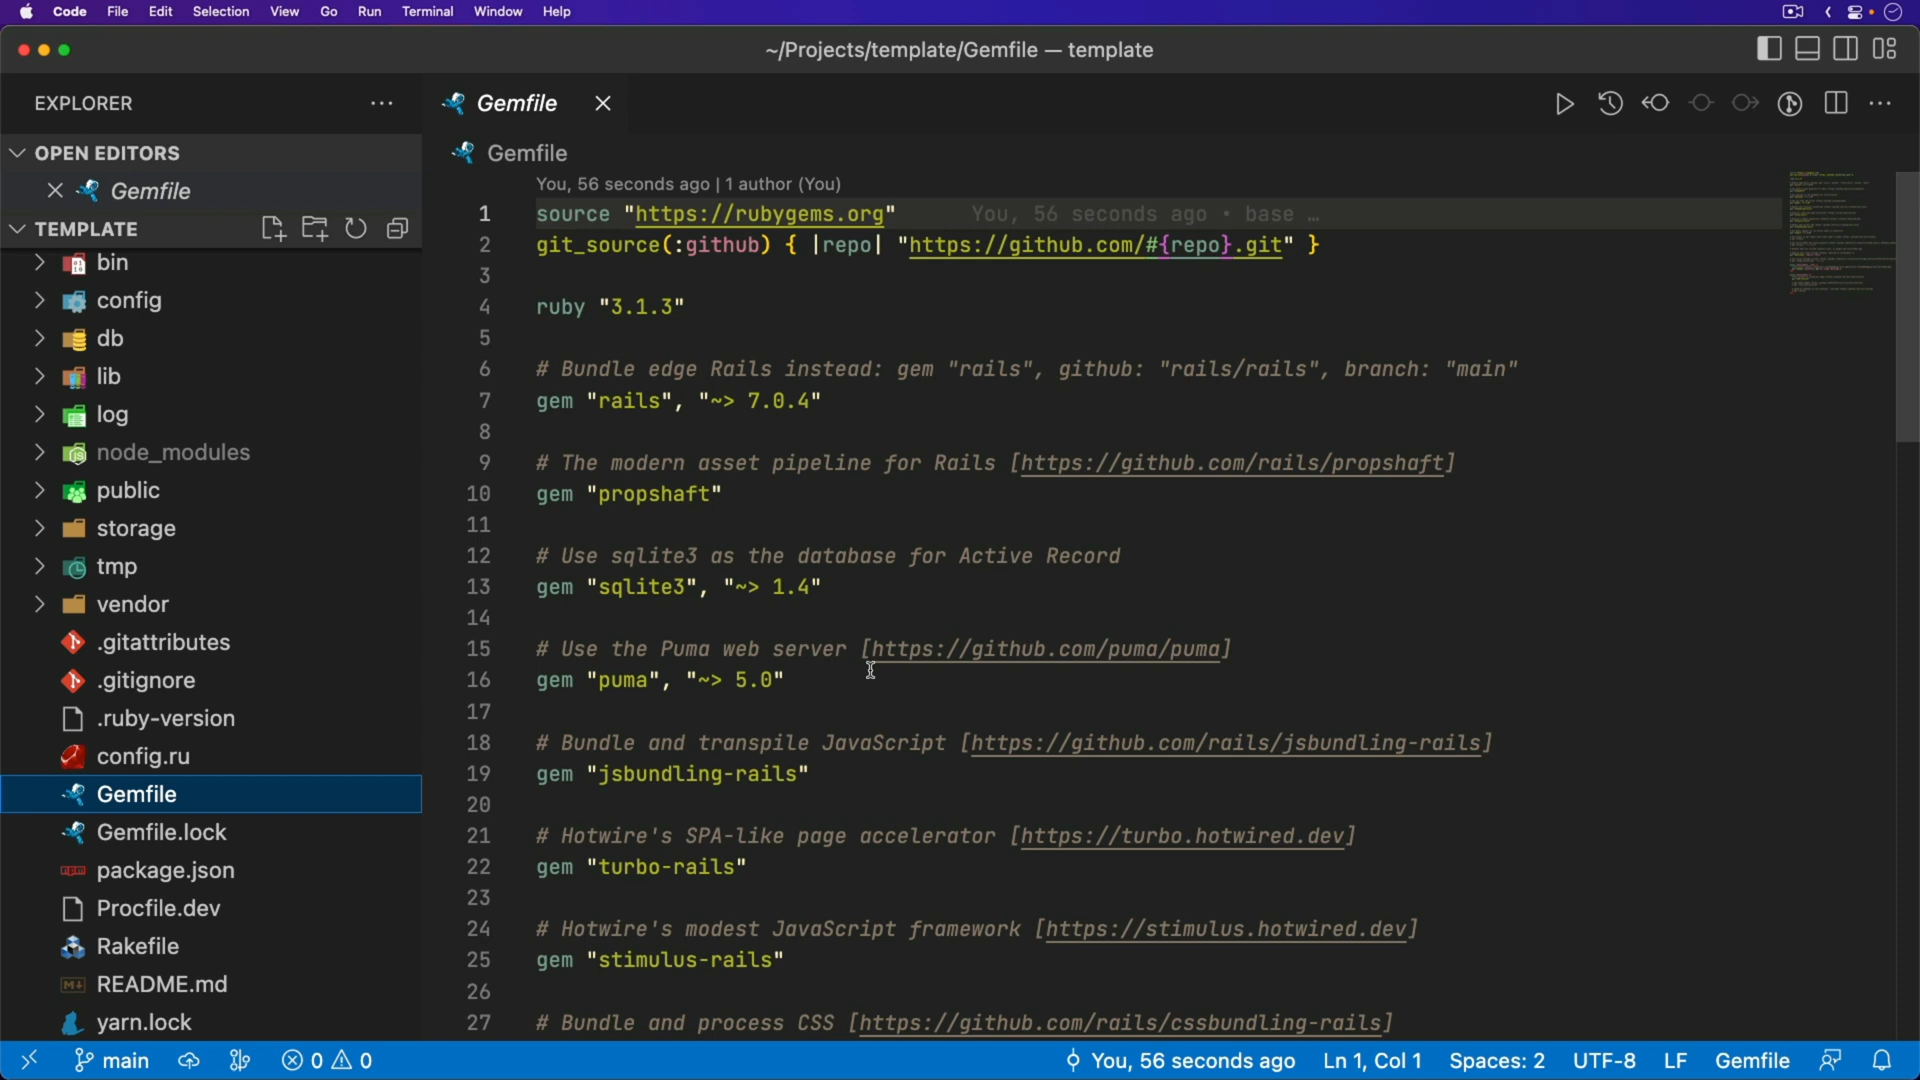 Code File Edit Selection View Go Run Terminal Window Help
~/Projects/template/Gemfile — template
EXPLORER
OPEN EDITORS
Gemfile
TEMPLATE
bin
config
db
lib
log
node_modules
public
storage
tmp
vendor
.gitattributes
.gitignore
.ruby-version
config.ru
Gemfile
Gemfile.lock
package.json
Procfile.dev
Rakefile
README.md
yarn.lock
Gemfile
Gemfile
You, 56 seconds ago | 1 author (You)
1 source "https://rubygems.org" You, 56 seconds ago • base …
2 git_source(:github) { |repo| "https://github.com/#{repo}.git" }
3
4 ruby "3.1.3"
5
6 # Bundle edge Rails instead: gem "rails", github: "rails/rails", branch: "main"
7 gem "rails", "~> 7.0.4"
8
9 # The modern asset pipeline for Rails [https://github.com/rails/propshaft]
10 gem "propshaft"
11
12 # Use sqlite3 as the database for Active Record
13 gem "sqlite3", "~> 1.4"
14
15 # Use the Puma web server [https://github.com/puma/puma]
16 gem "puma", "~> 5.0"
17
18 # Bundle and transpile JavaScript [https://github.com/rails/jsbundling-rails]
19 gem "jsbundling-rails"
20
21 # Hotwire's SPA-like page accelerator [https://turbo.hotwired.dev]
22 gem "turbo-rails"
23
24 # Hotwire's modest JavaScript framework [https://stimulus.hotwired.dev]
25 gem "stimulus-rails"
26
27 # Bundle and process CSS [https://github.com/rails/cssbundling-rails]
main 0 0 You, 56 seconds ago Ln 1, Col 1 Spaces: 2 UTF-8 LF Gemfile